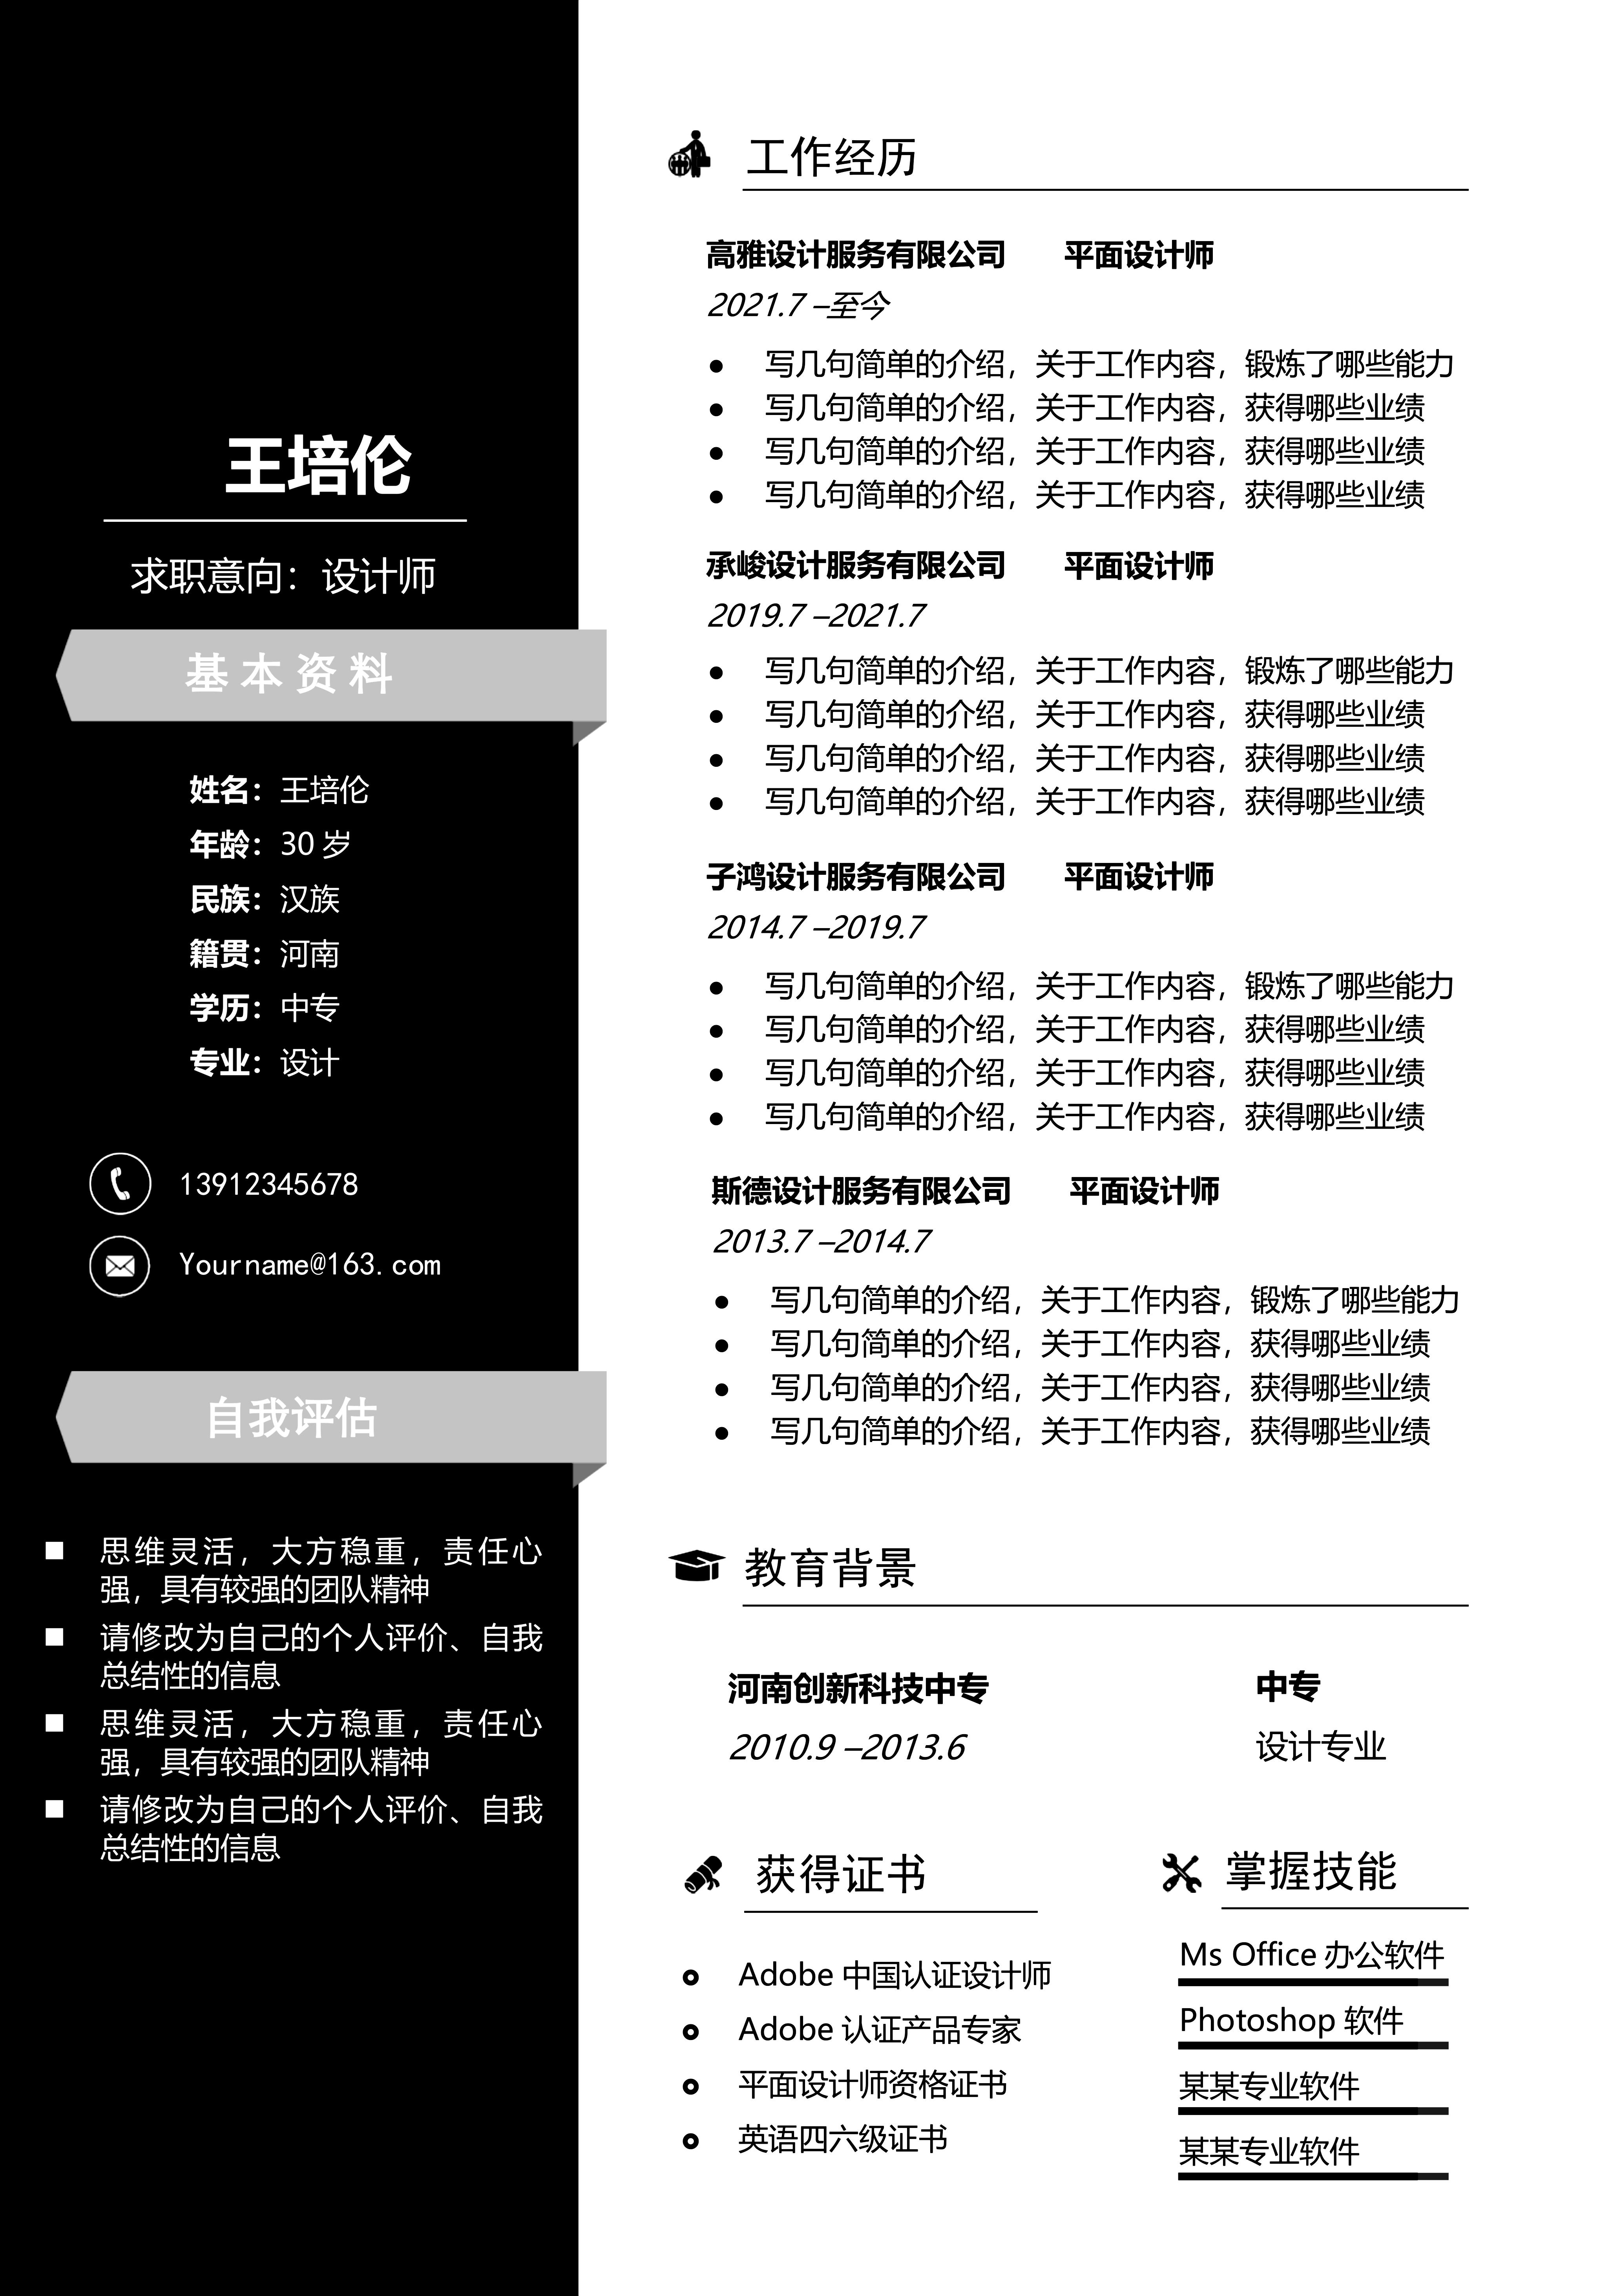 王培伦
求职意向：设计师
基本资料
姓名：王培伦
年龄：30 岁
民族：汉族
籍贯：河南
学历：中专
专业：设计
13912345678
Yourname@163.com
自我评估
思维灵活，大方稳重，责任心
强，具有较强的团队精神
请修改为自己的个人评价、自我
总结性的信息
思维灵活，大方稳重，责任心
强，具有较强的团队精神
请修改为自己的个人评价、自我
总结性的信息
工作经历
高雅设计服务有限公司 平面设计师
2021.7 –至今
● 写几句简单的介绍，关于工作内容，锻炼了哪些能力
● 写几句简单的介绍，关于工作内容，获得哪些业绩
● 写几句简单的介绍，关于工作内容，获得哪些业绩
● 写几句简单的介绍，关于工作内容，获得哪些业绩
承峻设计服务有限公司 平面设计师
2019.7 –2021.7
● 写几句简单的介绍，关于工作内容，锻炼了哪些能力
● 写几句简单的介绍，关于工作内容，获得哪些业绩
● 写几句简单的介绍，关于工作内容，获得哪些业绩
● 写几句简单的介绍，关于工作内容，获得哪些业绩
子鸿设计服务有限公司 平面设计师
2014.7 –2019.7
● 写几句简单的介绍，关于工作内容，锻炼了哪些能力
● 写几句简单的介绍，关于工作内容，获得哪些业绩
● 写几句简单的介绍，关于工作内容，获得哪些业绩
● 写几句简单的介绍，关于工作内容，获得哪些业绩
斯德设计服务有限公司 平面设计师
2013.7 –2014.7
● 写几句简单的介绍，关于工作内容，锻炼了哪些能力
● 写几句简单的介绍，关于工作内容，获得哪些业绩
● 写几句简单的介绍，关于工作内容，获得哪些业绩
● 写几句简单的介绍，关于工作内容，获得哪些业绩
教育背景
河南创新科技中专 中专
2010.9 –2013.6 设计专业
获得证书
Adobe 中国认证设计师
Adobe 认证产品专家
平面设计师资格证书
英语四六级证书
掌握技能
Ms Office 办公软件
Photoshop 软件
某某专业软件
某某专业软件